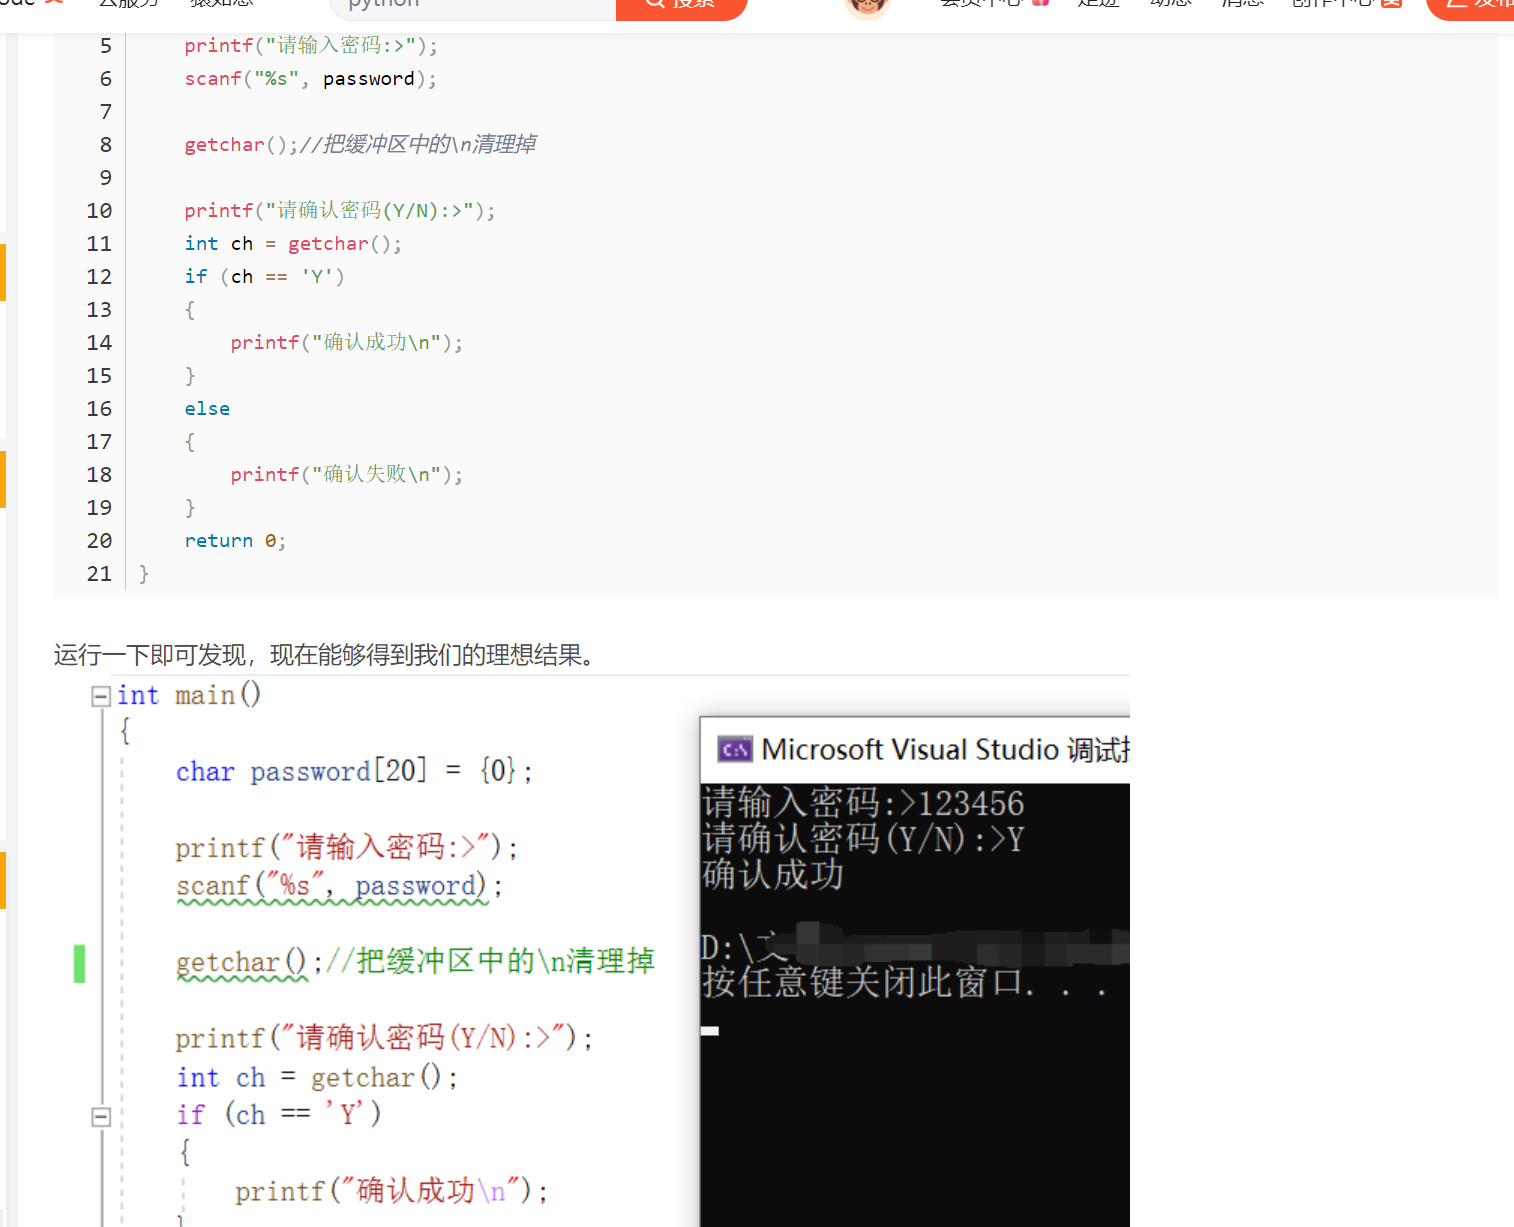 python
搜索
5 printf("请输入密码:>");
6 scanf("%s", password);
7
8 getchar();//把缓冲区中的\n清理掉
9
10 printf("请确认密码(Y/N):>");
11 int ch = getchar();
12 if (ch == 'Y')
13 {
14 printf("确认成功\n");
15 }
16 else
17 {
18 printf("确认失败\n");
19 }
20 return 0;
21 }
运行一下即可发现，现在能够得到我们的理想结果。
int main()
{
char password[20] = {0};
printf("请输入密码:>");
scanf("%s", password);
getchar();//把缓冲区中的\n清理掉
printf("请确认密码(Y/N):>");
int ch = getchar();
if (ch == 'Y')
{
printf("确认成功\n");
C:\ Microsoft Visual Studio 调试
请输入密码:>123456
请确认密码(Y/N):>Y
确认成功
D:\文
按任意键关闭此窗口. . .